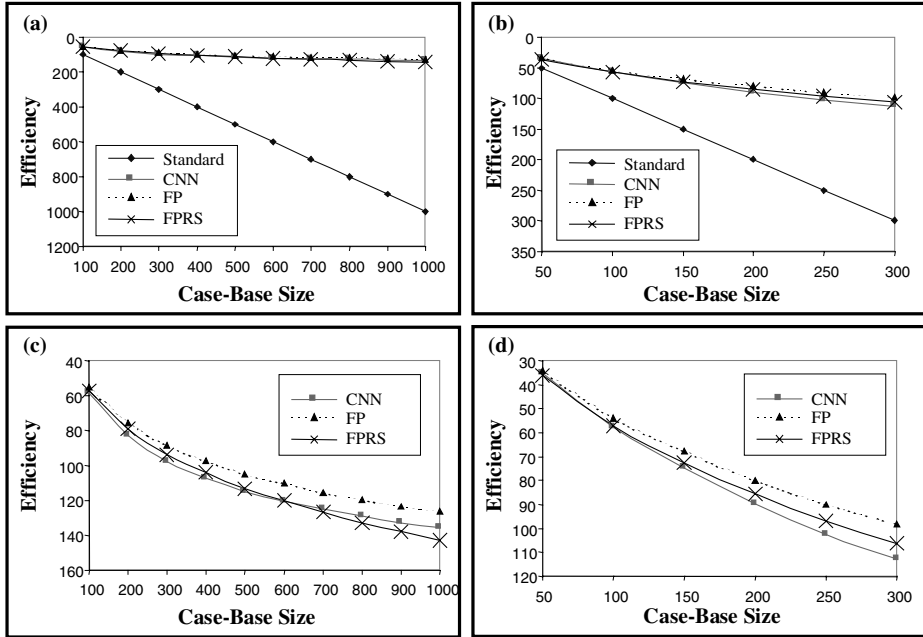 (a)
Efficiency
0
200
400
600
800
1000
1200
Standard
CNN
FP
FPRS
100 200 300 400 500 600 700 800 900 1000
Case-Base Size
(b)
Efficiency
0
50
100
150
200
250
300
350
Standard
CNN
FP
FPRS
50 100 150 200 250 300
Case-Base Size
(c)
Efficiency
40
60
80
100
120
140
160
CNN
FP
FPRS
100 200 300 400 500 600 700 800 900 1000
Case-Base Size
(d)
Efficiency
30
40
50
60
70
80
90
100
110
120
CNN
FP
FPRS
50 100 150 200 250 300
Case-Base Size